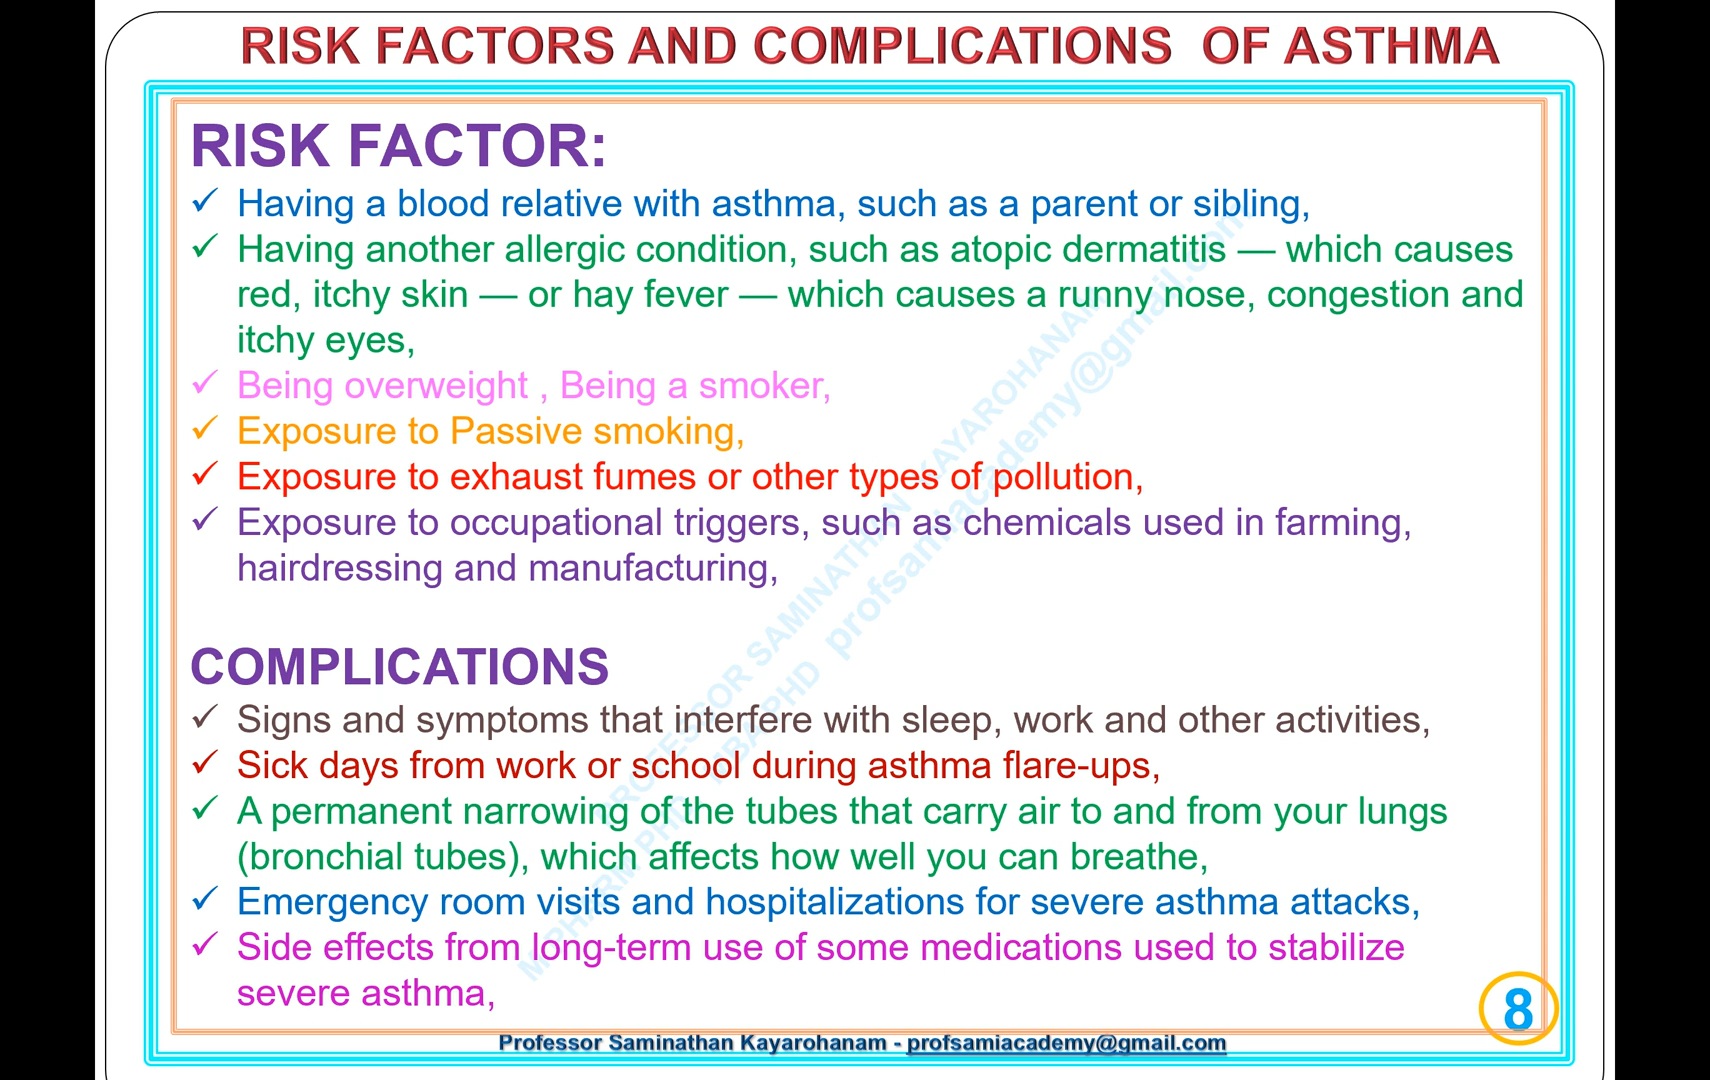 RISK FACTORS AND COMPLICATIONS OF ASTHMA
RISK FACTOR:
✓ Having a blood relative with asthma, such as a parent or sibling,
✓ Having another allergic condition, such as atopic dermatitis — which causes
red, itchy skin — or hay fever — which causes a runny nose, congestion and
itchy eyes,
✓ Being overweight , Being a smoker,
✓ Exposure to Passive smoking,
✓ Exposure to exhaust fumes or other types of pollution,
✓ Exposure to occupational triggers, such as chemicals used in farming,
hairdressing and manufacturing,
COMPLICATIONS
✓ Signs and symptoms that interfere with sleep, work and other activities,
✓ Sick days from work or school during asthma flare-ups,
✓ A permanent narrowing of the tubes that carry air to and from your lungs
(bronchial tubes), which affects how well you can breathe,
✓ Emergency room visits and hospitalizations for severe asthma attacks,
✓ Side effects from long-term use of some medications used to stabilize
severe asthma,
8
Professor Saminathan Kayarohanam - profsamiacademy@gmail.com
PROFESSOR SAMINATHAN KAYAROHANAM
PHD profsamiacademy@gmail.com